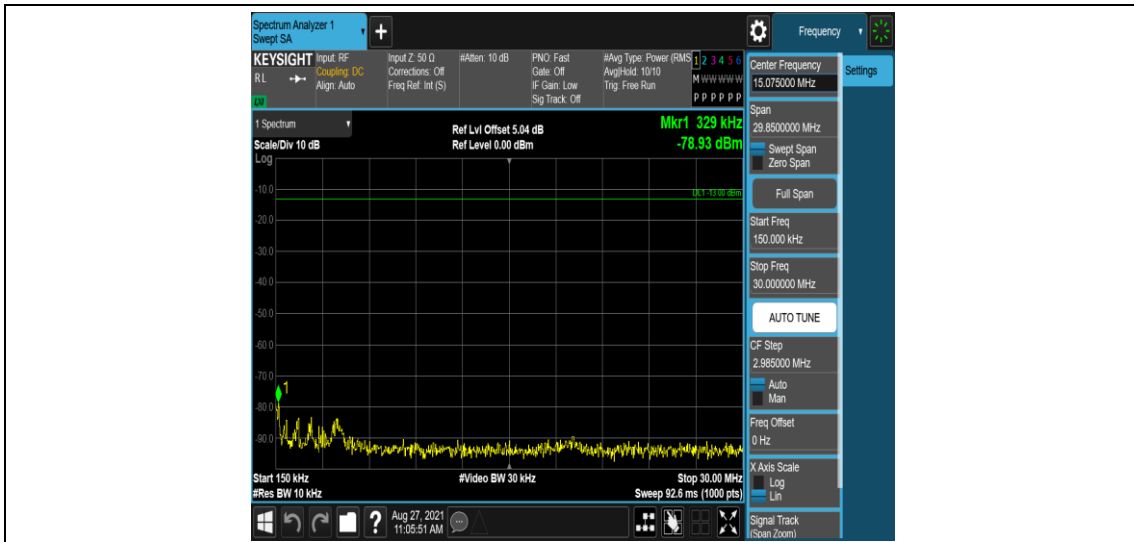 Spectrum Analyzer 1
Swept SA
+
Frequency
KEYSIGHT
Input: RF
Coupling: DC
Align: Auto
RL
LXI
Input Z: 50 Ω
Corrections: Off
Freq Ref: Int (S)
#Atten: 10 dB
PNO: Fast
Gate: Off
IF Gain: Low
Sig Track: Off
#Avg Type: Power (RMS
Avg|Hold: 10/10
Trig: Free Run
1 2 3 4 5 6
M W W W W W
P P P P P P
Center Frequency
15.075000 MHz
Settings
1 Spectrum
Scale/Div 10 dB
Ref Lvl Offset 5.04 dB
Ref Level 0.00 dBm
Mkr1 329 kHz
-78.93 dBm
Span
29.8500000 MHz
Swept Span
Zero Span
Log
-10.0
DL1 -13.00 dBm
-20.0
-30.0
-40.0
-50.0
-60.0
-70.0
-80.0
-90.0
1
Full Span
Start Freq
150.000 kHz
Stop Freq
30.000000 MHz
AUTO TUNE
CF Step
2.985000 MHz
Auto
Man
Freq Offset
0 Hz
X Axis Scale
Log
Lin
Signal Track
(Span Zoom)
Start 150 kHz
#Res BW 10 kHz
#Video BW 30 kHz
Stop 30.00 MHz
Sweep 92.6 ms (1000 pts)
?
Aug 27, 2021
11:05:51 AM